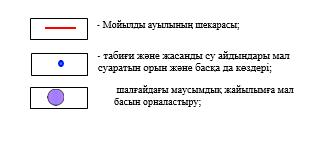 - Мойылды ауылының шекарасы;
- табиғи және жасанды су айдындары мал
суаратын орын және басқа да көздері;
шалғайдағы маусымдық жайылымға мал
басын орналастыру;